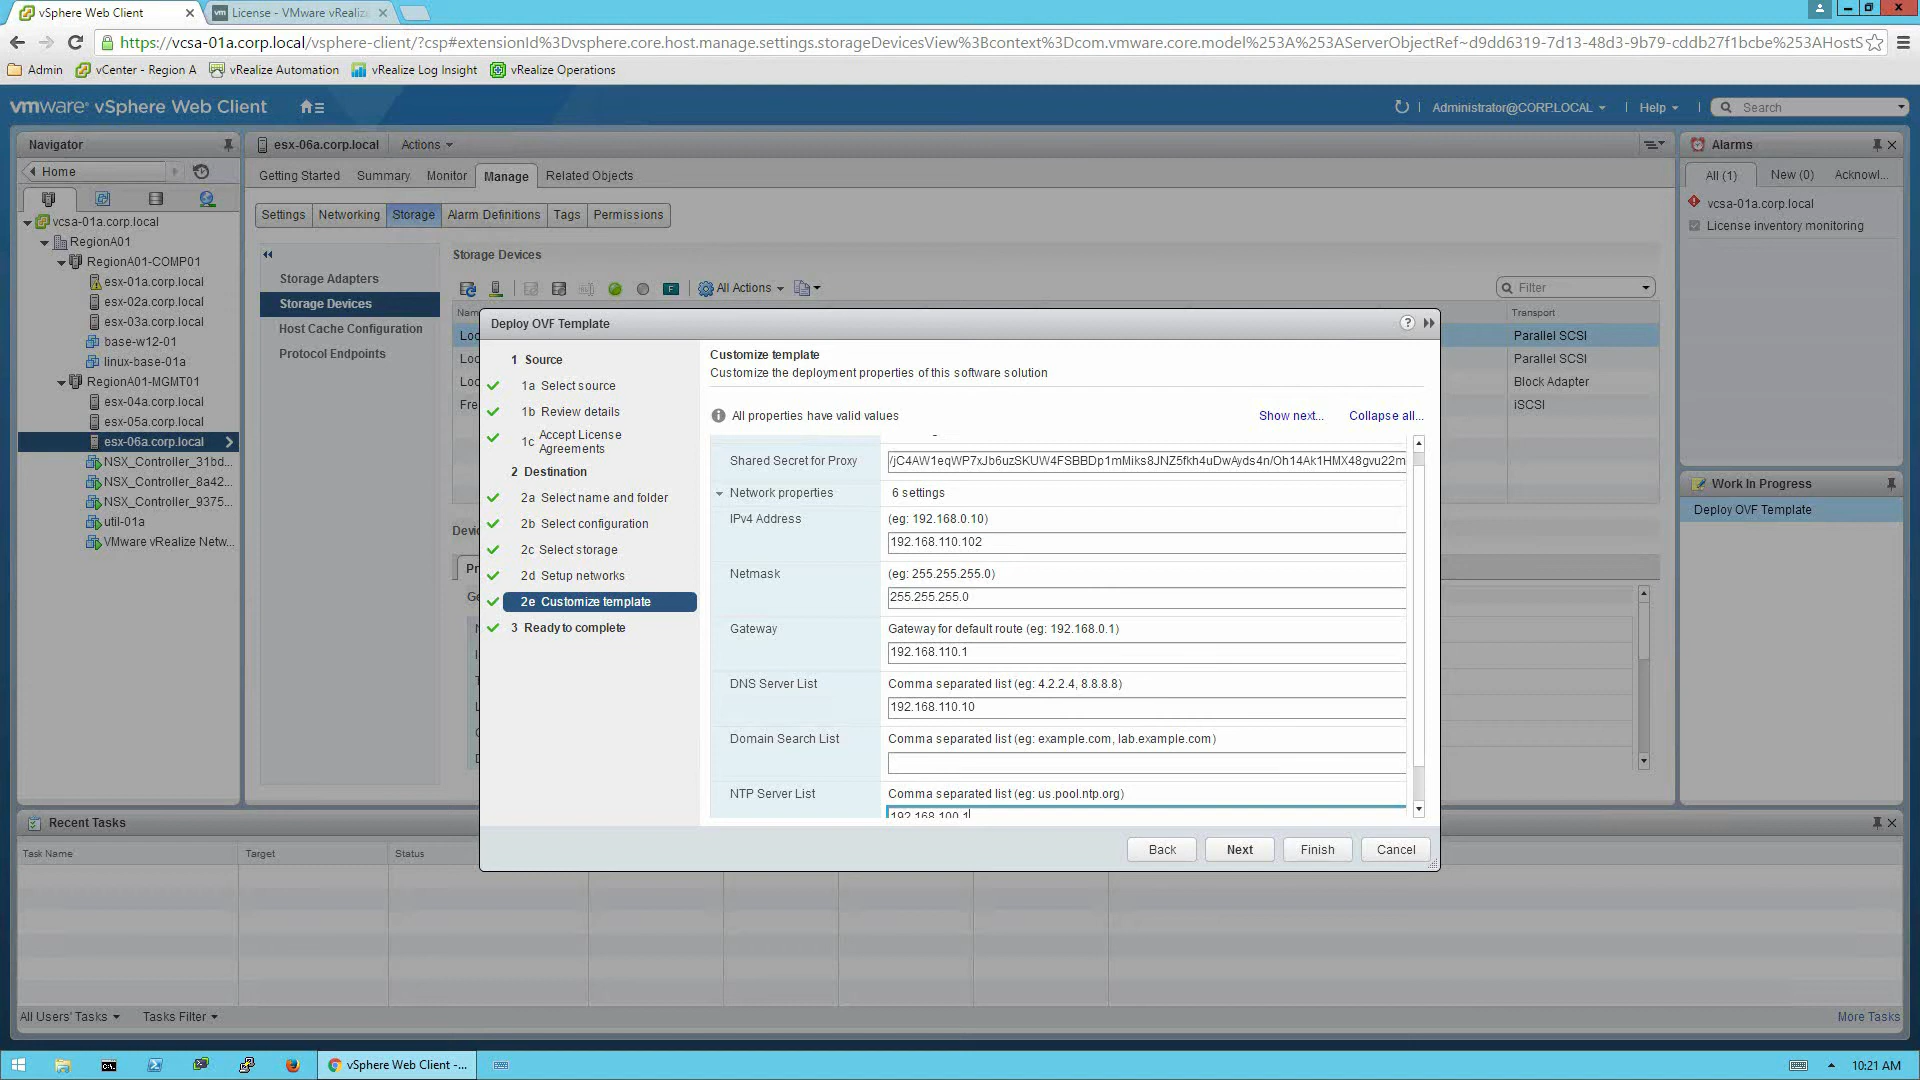 vSphere Web Client
License - VMware vRealiz
https://vcsa-01a.corp.local/vsphere-client/?csp#extensionId%3Dvsphere.core.host.manage.settings.storageDevicesView%3Bcontext%3Dcom.vmware.core.model%253A%253AServerObjectRef~d9dd6319-7d13-48d3-9b79-cddb27f1bcbe%253AHostS
Admin
vCenter - Region A
vRealize Automation
vRealize Log Insight
vRealize Operations
vmware® vSphere Web Client
Administrator@CORP.LOCAL
Help
Search
Navigator
Home
vcsa-01a.corp.local
RegionA01
RegionA01-COMP01
esx-01a.corp.local
esx-02a.corp.local
esx-03a.corp.local
base-w12-01
linux-base-01a
RegionA01-MGMT01
esx-04a.corp.local
esx-05a.corp.local
esx-06a.corp.local
NSX_Controller_31bd...
NSX_Controller_8a42...
NSX_Controller_9375...
util-01a
VMware vRealize Netw...
esx-06a.corp.local
Actions
Getting Started
Summary
Monitor
Manage
Related Objects
Settings
Networking
Storage
Alarm Definitions
Tags
Permissions
Storage Adapters
Storage Devices
Host Cache Configuration
Protocol Endpoints
Storage Devices
All Actions
Filter
Transport
Parallel SCSI
Parallel SCSI
Block Adapter
iSCSI
Deploy OVF Template
1 Source
1a Select source
1b Review details
1c Accept License
Agreements
2 Destination
2a Select name and folder
2b Select configuration
2c Select storage
2d Setup networks
2e Customize template
3 Ready to complete
Customize template
Customize the deployment properties of this software solution
All properties have valid values
Show next...
Collapse all...
Shared Secret for Proxy
/jC4AW1eqWP7xJb6uzSKUW4FSBBDp1mMiks8JNZ5fkh4uDwAyds4n/Oh14Ak1HMX48gvu22m
Network properties
6 settings
IPv4 Address
(eg: 192.168.0.10)
192.168.110.102
Netmask
(eg: 255.255.255.0)
255.255.255.0
Gateway
Gateway for default route (eg: 192.168.0.1)
192.168.110.1
DNS Server List
Comma separated list (eg: 4.2.2.4, 8.8.8.8)
192.168.110.10
Domain Search List
Comma separated list (eg: example.com, lab.example.com)
NTP Server List
Comma separated list (eg: us.pool.ntp.org)
192.168.100.1
Back
Next
Finish
Cancel
Alarms
All (1)
New (0)
Acknowl...
vcsa-01a.corp.local
License inventory monitoring
Work In Progress
Deploy OVF Template
Recent Tasks
Task Name
Target
Status
All Users' Tasks
Tasks Filter
More Tasks
vSphere Web Client -...
10:21 AM